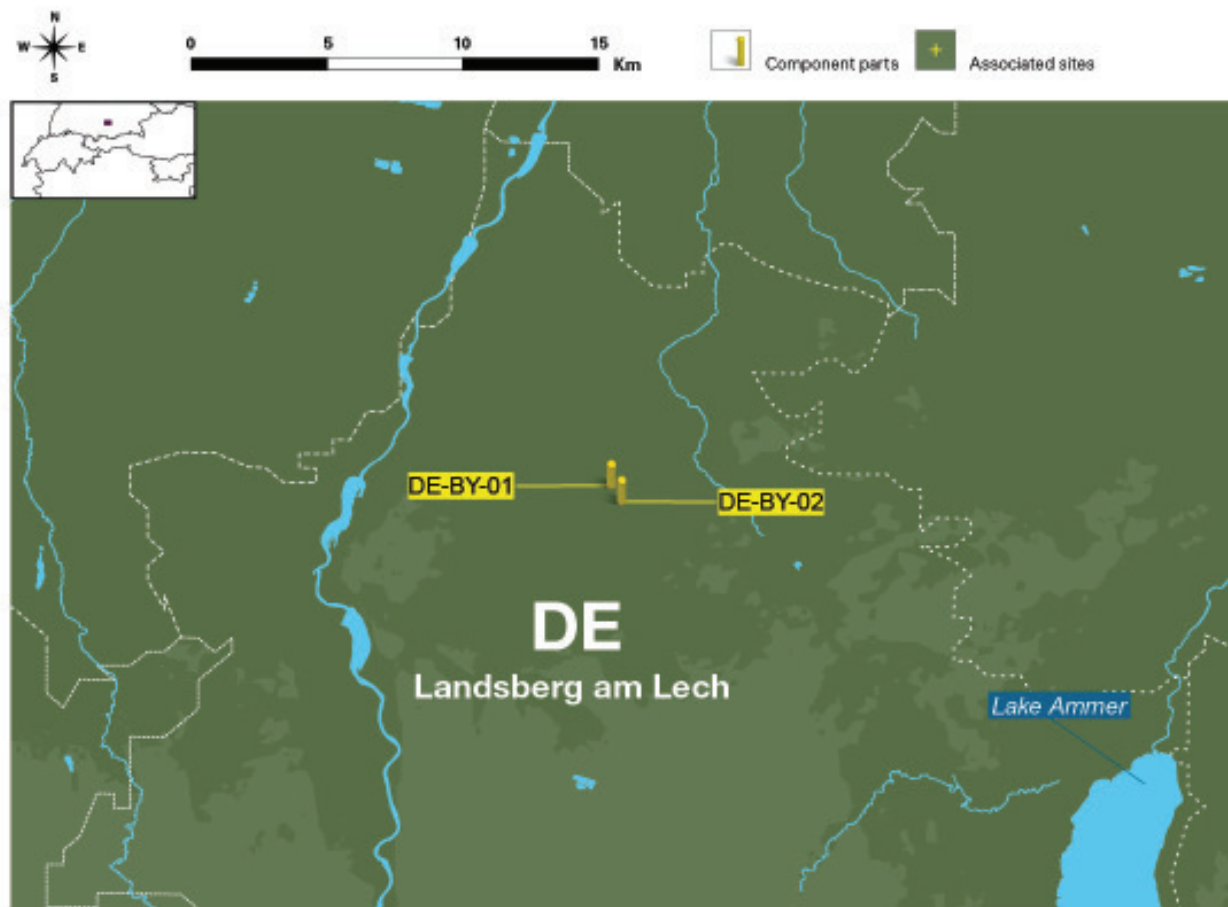 N
W E
S
0 5 10 15
Km
Component parts
Associated sites
DE-BY-01
DE-BY-02
DE
Landsberg am Lech
Lake Ammer